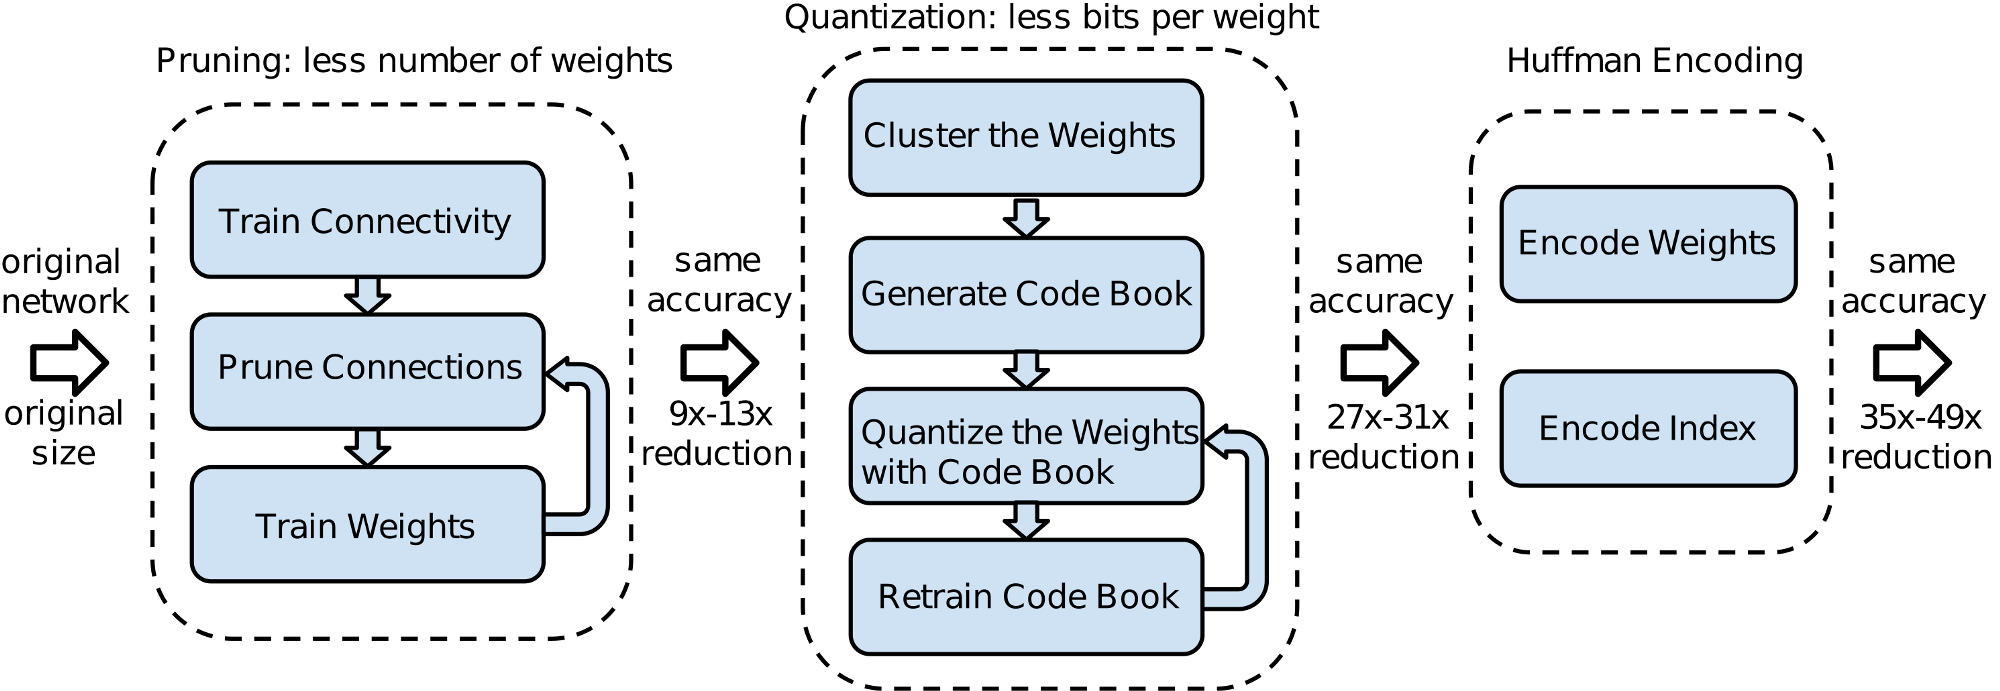 original
network
original
size
Pruning: less number of weights
Train Connectivity
Prune Connections
Train Weights
same
accuracy
9x-13x
reduction
Quantization: less bits per weight
Cluster the Weights
Generate Code Book
Quantize the Weights
with Code Book
Retrain Code Book
same
accuracy
27x-31x
reduction
Huffman Encoding
Encode Weights
Encode Index
same
accuracy
35x-49x
reduction